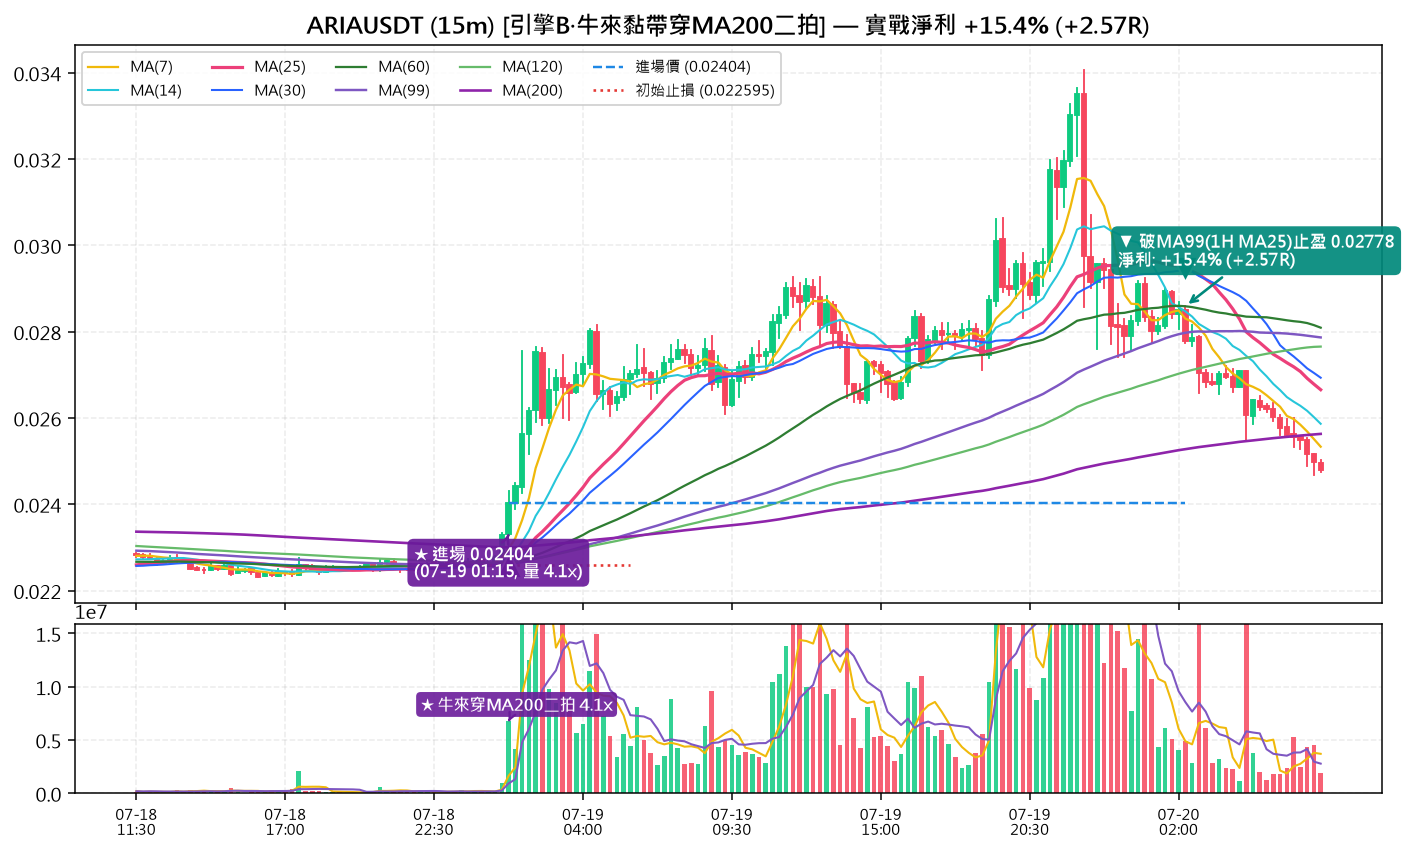 ARIAUSDT (15m) [引擎B·牛來黏帶穿MA200二拍] — 實戰淨利 +15.4% (+2.57R)
MA(7)
MA(14)
MA(25)
MA(30)
MA(60)
MA(99)
MA(120)
MA(200)
進場價 (0.02404)
初始止損 (0.022595)
0.034
0.032
0.030
0.028
0.026
0.024
0.022
▼ 破MA99(1H MA25)止盈 0.02778
淨利: +15.4% (+2.57R)
★ 進場 0.02404
(07-19 01:15, 量 4.1x)
1e7
1.5
1.0
0.5
0.0
★ 牛來穿MA200二拍 4.1x
07-18
11:30
07-18
17:00
07-18
22:30
07-19
04:00
07-19
09:30
07-19
15:00
07-19
20:30
07-20
02:00